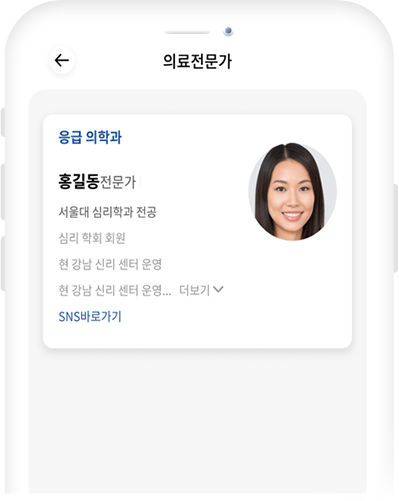 의료전문가
응급 의학과
홍길동전문가
서울대 심리학과 전공
심리 학회 회원
현 강남 신리 센터 운영
현 강남 신리 센터 운영... 더보기
SNS바로가기